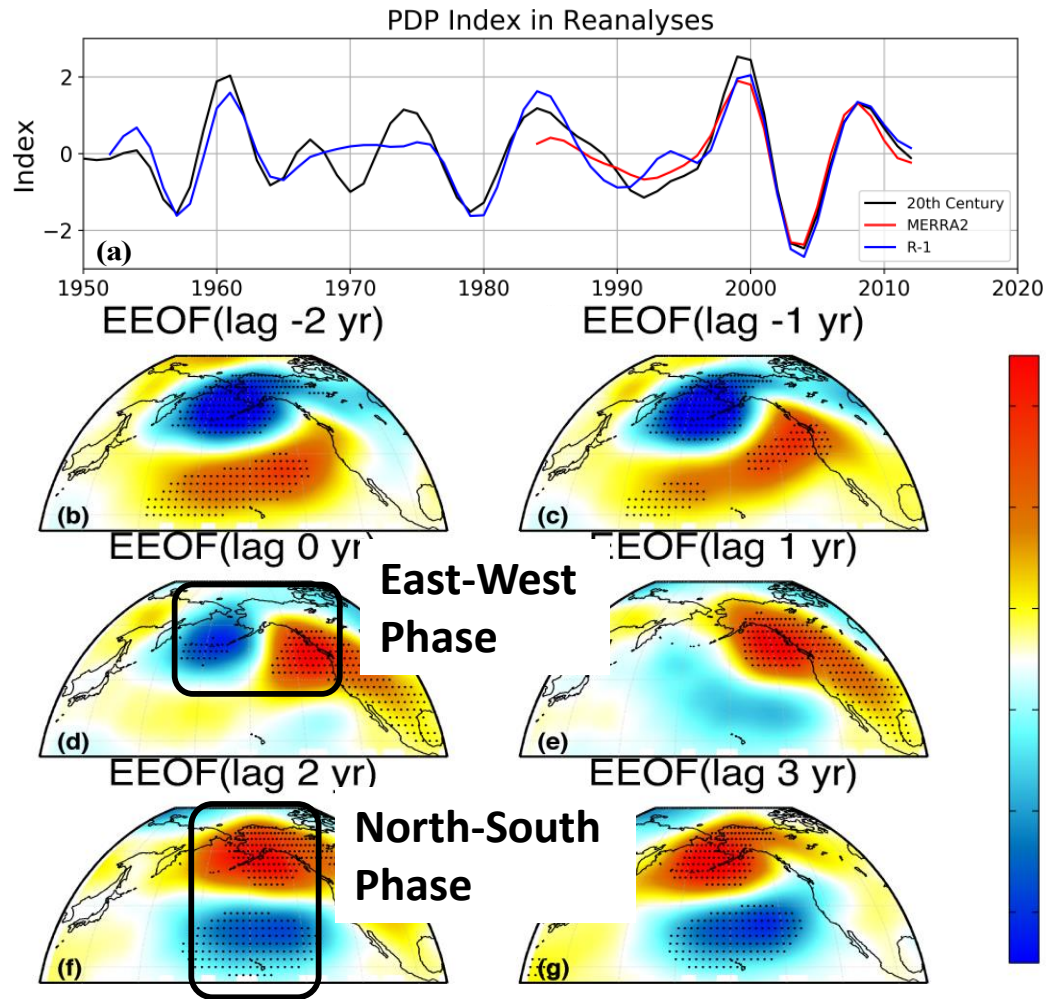 PDP Index in Reanalyses
Index
2
0
−2
(a)
20th Century
MERRA2
R-1
1950 1960 1970 1980 1990 2000 2010 2020
EEOF(lag -2 yr) EEOF(lag -1 yr)
(b) (c)
EEOF(lag 0 yr) EEOF(lag 1 yr)
East-West
Phase
(d) (e)
EEOF(lag 2 yr) EEOF(lag 3 yr)
North-South
Phase
(f) (g)